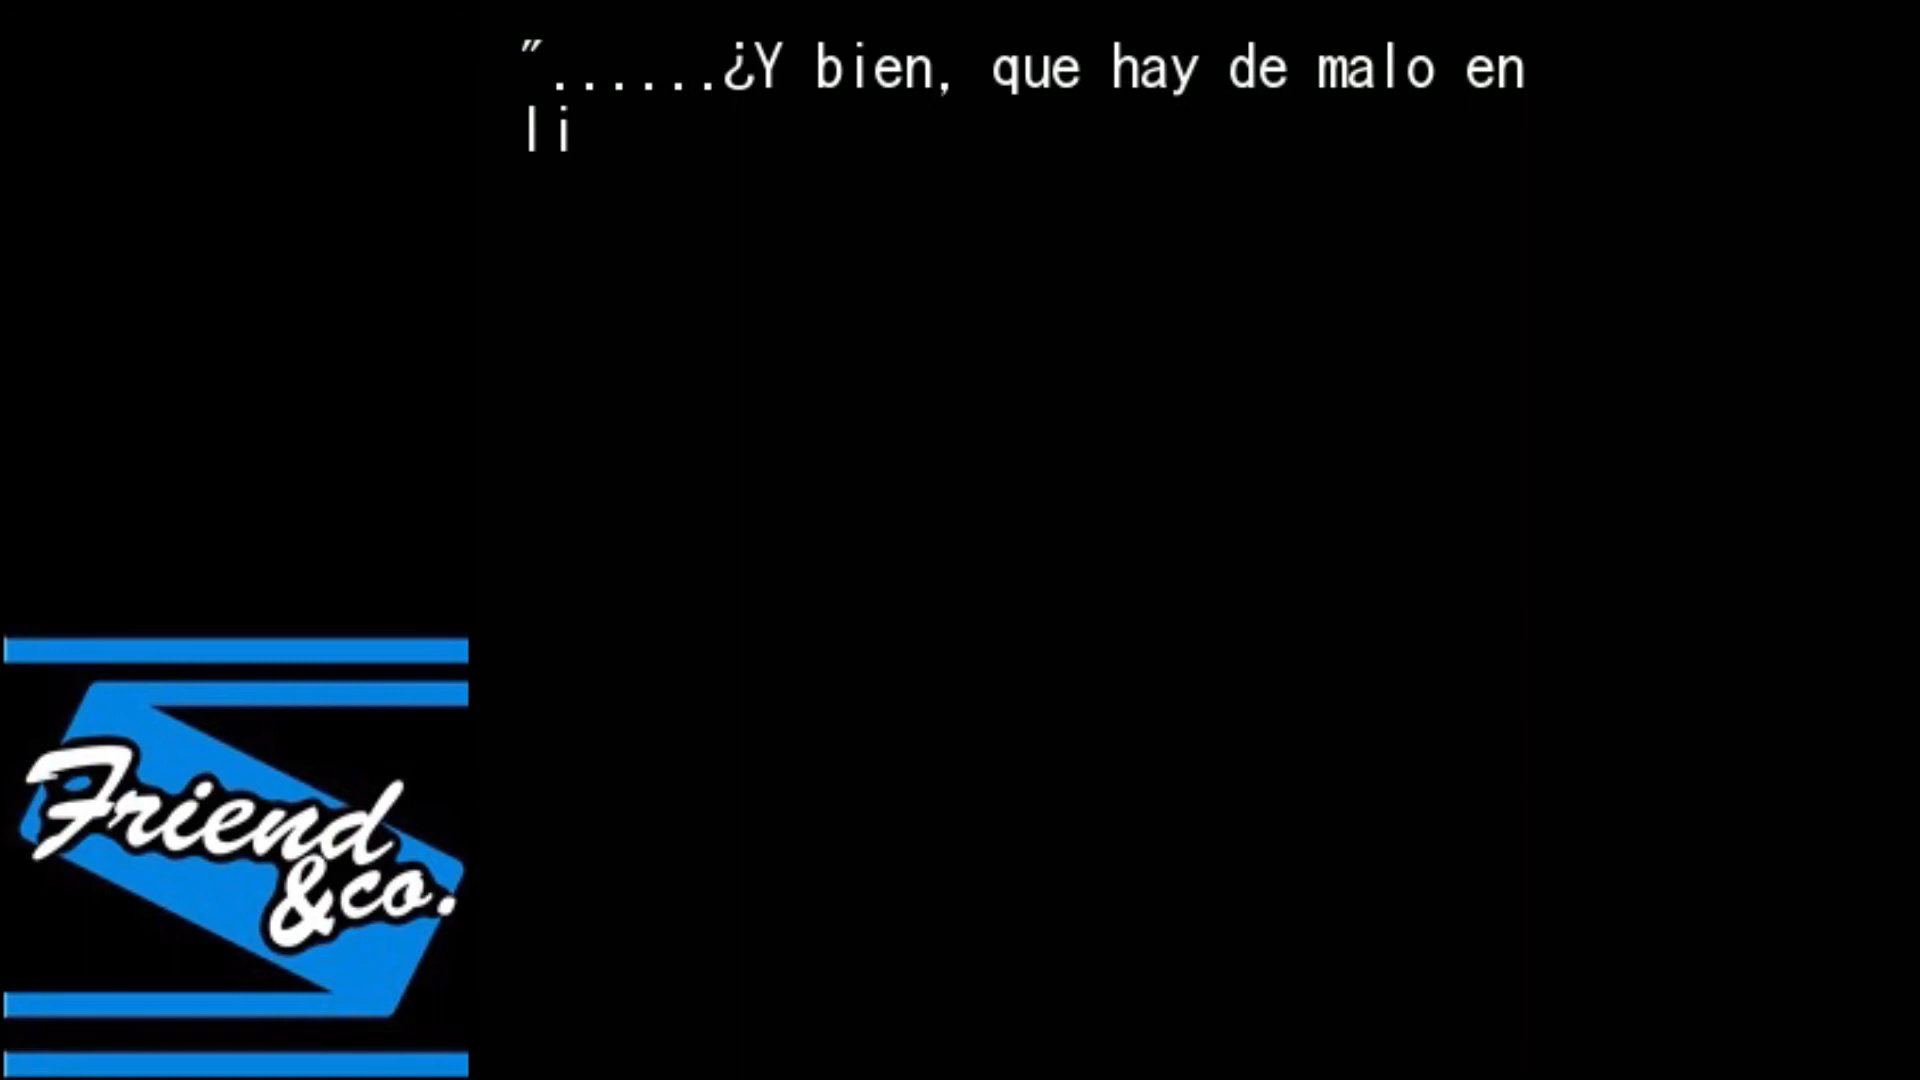 "......¿Y bien, que hay de malo en
li
Friend
&co.